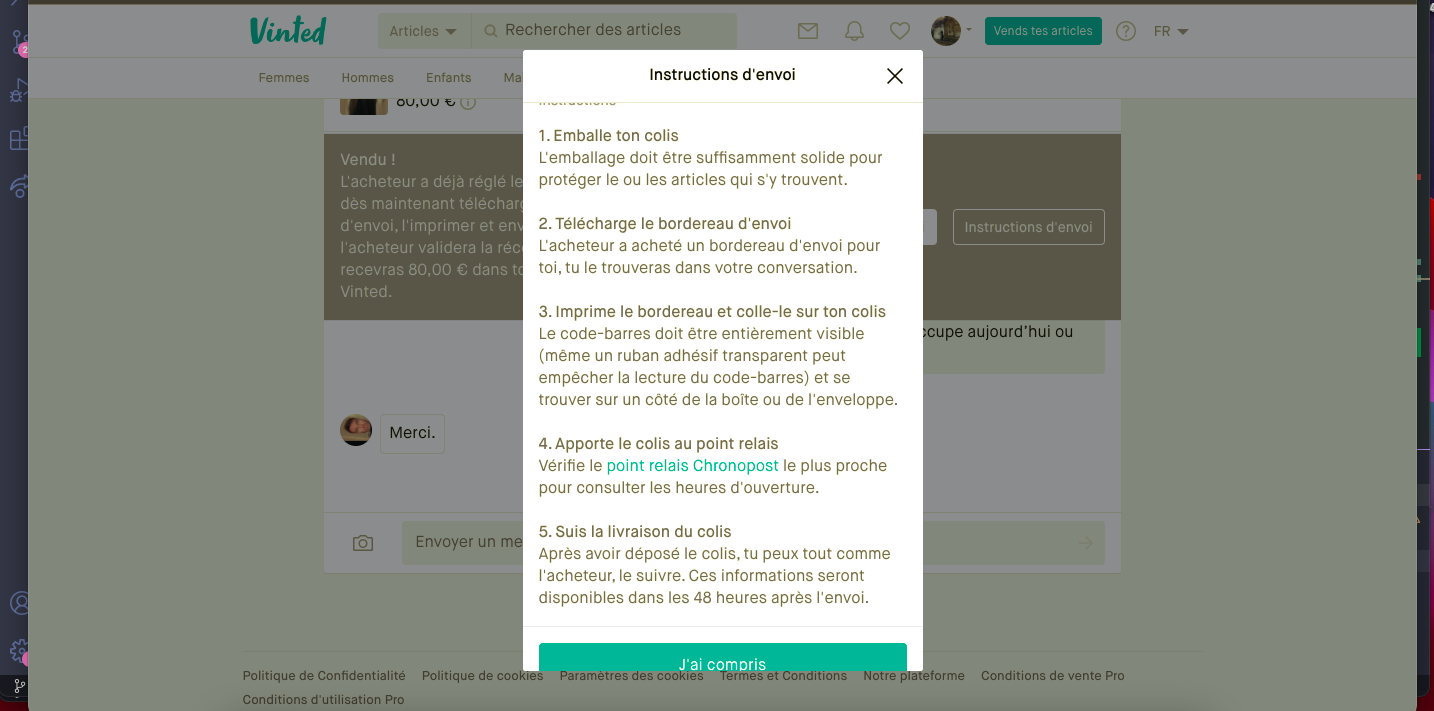 Vinted
Articles
Rechercher des articles
Vends tes articles
FR
2
Femmes
Hommes
Enfants
Ma
Instructions d'envoi
80,00 €
Instructions
1. Emballe ton colis
L'emballage doit être suffisamment solide pour
protéger le ou les articles qui s'y trouvent.
2. Télécharge le bordereau d'envoi
L'acheteur a acheté un bordereau d'envoi pour
toi, tu le trouveras dans votre conversation.
3. Imprime le bordereau et colle-le sur ton colis
Le code-barres doit être entièrement visible
(même un ruban adhésif transparent peut
empêcher la lecture du code-barres) et se
trouver sur un côté de la boîte ou de l'enveloppe.
4. Apporte le colis au point relais
Vérifie le point relais Chronopost le plus proche
pour consulter les heures d'ouverture.
5. Suis la livraison du colis
Après avoir déposé le colis, tu peux tout comme
l'acheteur, le suivre. Ces informations seront
disponibles dans les 48 heures après l'envoi.
J'ai compris
Vendu !
L'acheteur a déjà réglé le
dès maintenant télécharg
d'envoi, l'imprimer et env
l'acheteur validera la réce
recevras 80,00 € dans to
Vinted.
Instructions d'envoi
ccupe aujourd'hui ou
Merci.
Envoyer un me
Politique de Confidentialité
Politique de cookies
Paramètres des cookies
Termes et Conditions
Notre plateforme
Conditions de vente Pro
Conditions d'utilisation Pro